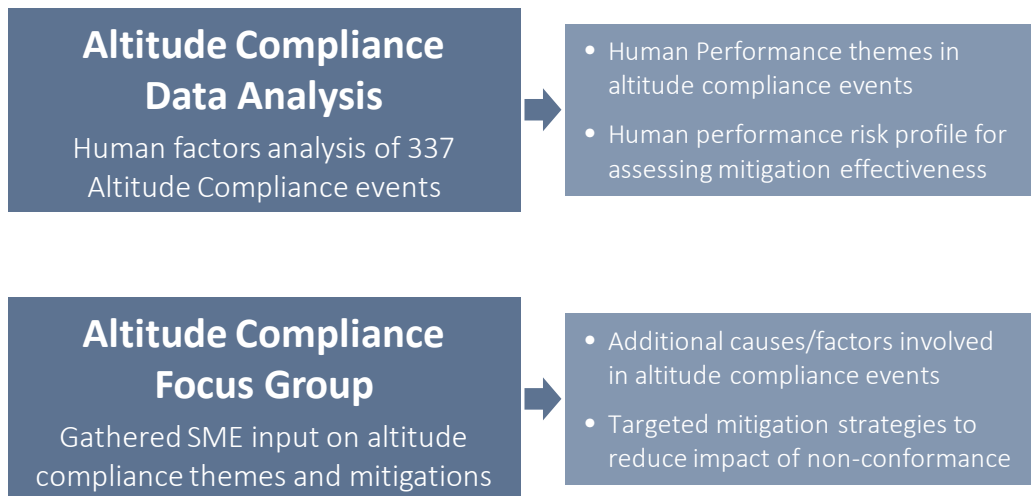 Altitude Compliance
Data Analysis
Human factors analysis of 337
Altitude Compliance events
• Human Performance themes in
altitude compliance events
• Human performance risk profile for
assessing mitigation effectiveness
Altitude Compliance
Focus Group
Gathered SME input on altitude
compliance themes and mitigations
• Additional causes/factors involved
in altitude compliance events
• Targeted mitigation strategies to
reduce impact of non-conformance